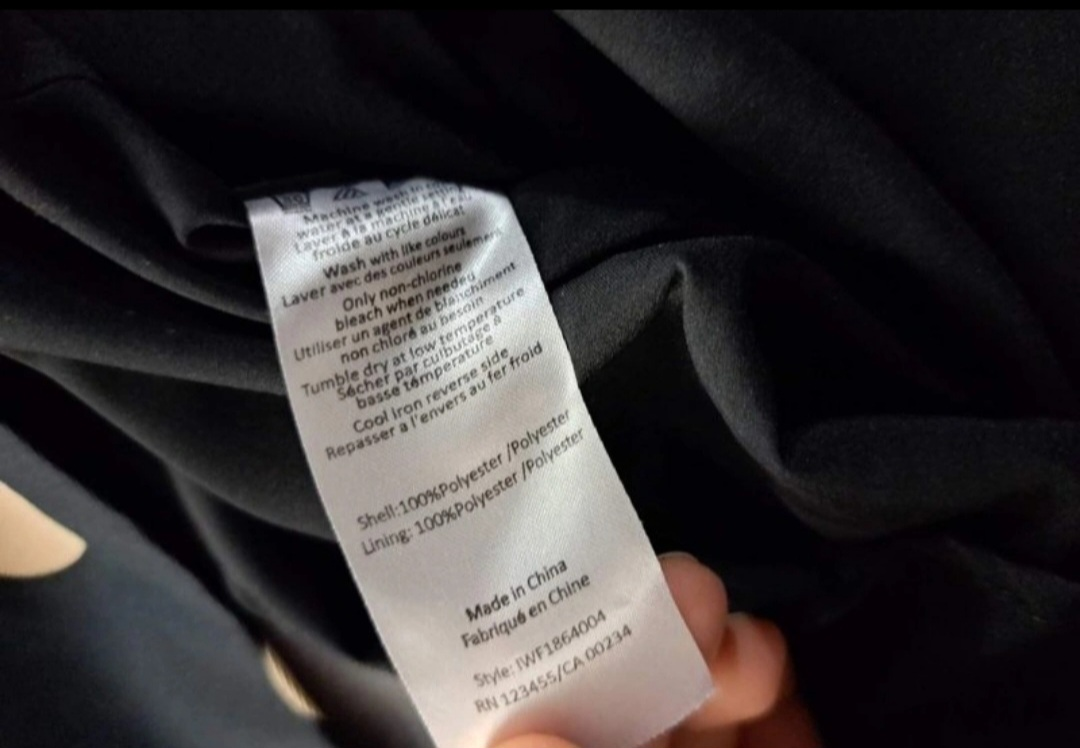 Machine wash in cold
water at a gentle setting
Laver à la machine à l'eau
froide au cycle délicat
Wash with like colours
Laver avec des couleurs seulement
Only non-chlorine
bleach when needed
Utiliser un agent de blanchiment
non chloré au besoin
Tumble dry at low temperature
Sécher par culbutage à
basse température
Cool iron reverse side
Repasser a l'envers au fer froid
Shell:100%Polyester /Polyester
Lining: 100%Polyester /Polyester
Made in China
Fabriqué en Chine
Style: IWF1864004
RN 123455/CA 00234